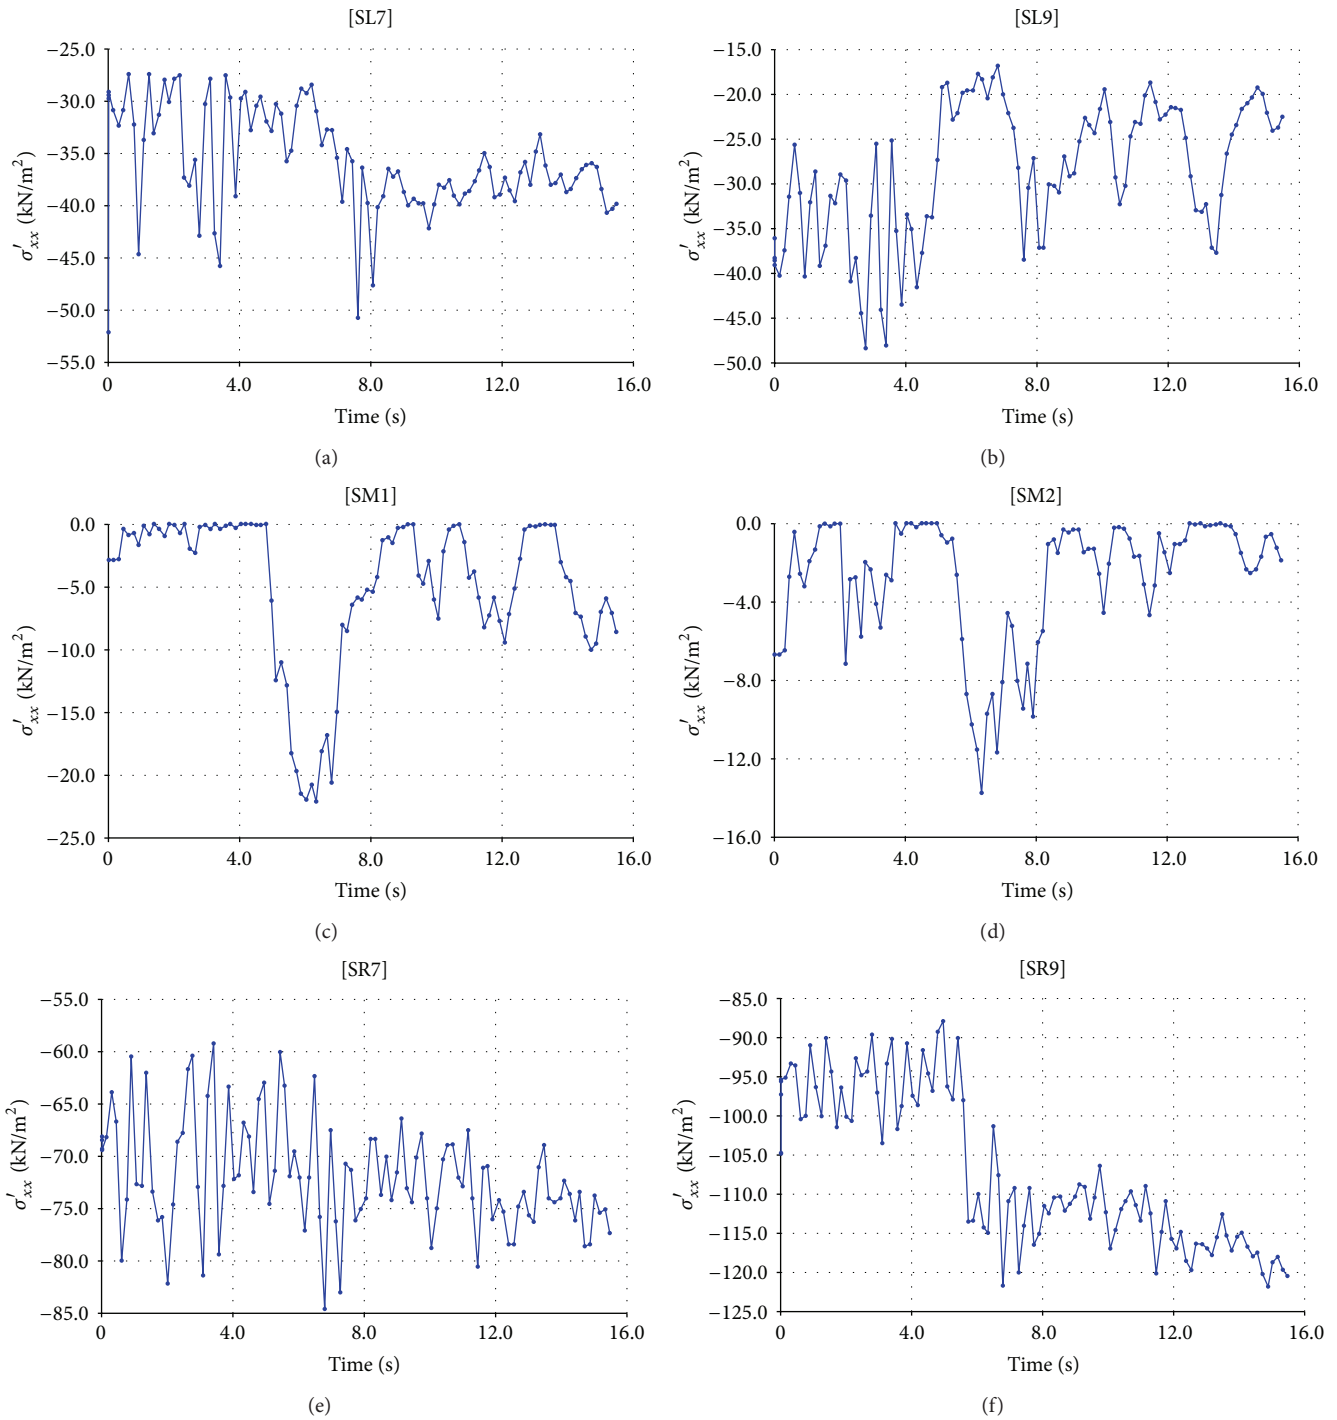 [SL7]
−25.0
−30.0
−35.0
−40.0
−45.0
−50.0
−55.0
σ′xx (kN/m²)
0 4.0 8.0 12.0 16.0
Time (s)
(a)
[SL9]
−15.0
−20.0
−25.0
−30.0
−35.0
−40.0
−45.0
−50.0
σ′xx (kN/m²)
0 4.0 8.0 12.0 16.0
Time (s)
(b)
[SM1]
0.0
−5.0
−10.0
−15.0
−20.0
−25.0
σ′xx (kN/m²)
0 4.0 8.0 12.0 16.0
Time (s)
(c)
[SM2]
0.0
−4.0
−8.0
−12.0
−16.0
σ′xx (kN/m²)
0 4.0 8.0 12.0 16.0
Time (s)
(d)
[SR7]
−55.0
−60.0
−65.0
−70.0
−75.0
−80.0
−85.0
σ′xx (kN/m²)
0 4.0 8.0 12.0 16.0
Time (s)
(e)
[SR9]
−85.0
−90.0
−95.0
−100.0
−105.0
−110.0
−115.0
−120.0
−125.0
σ′xx (kN/m²)
0 4.0 8.0 12.0 16.0
Time (s)
(f)